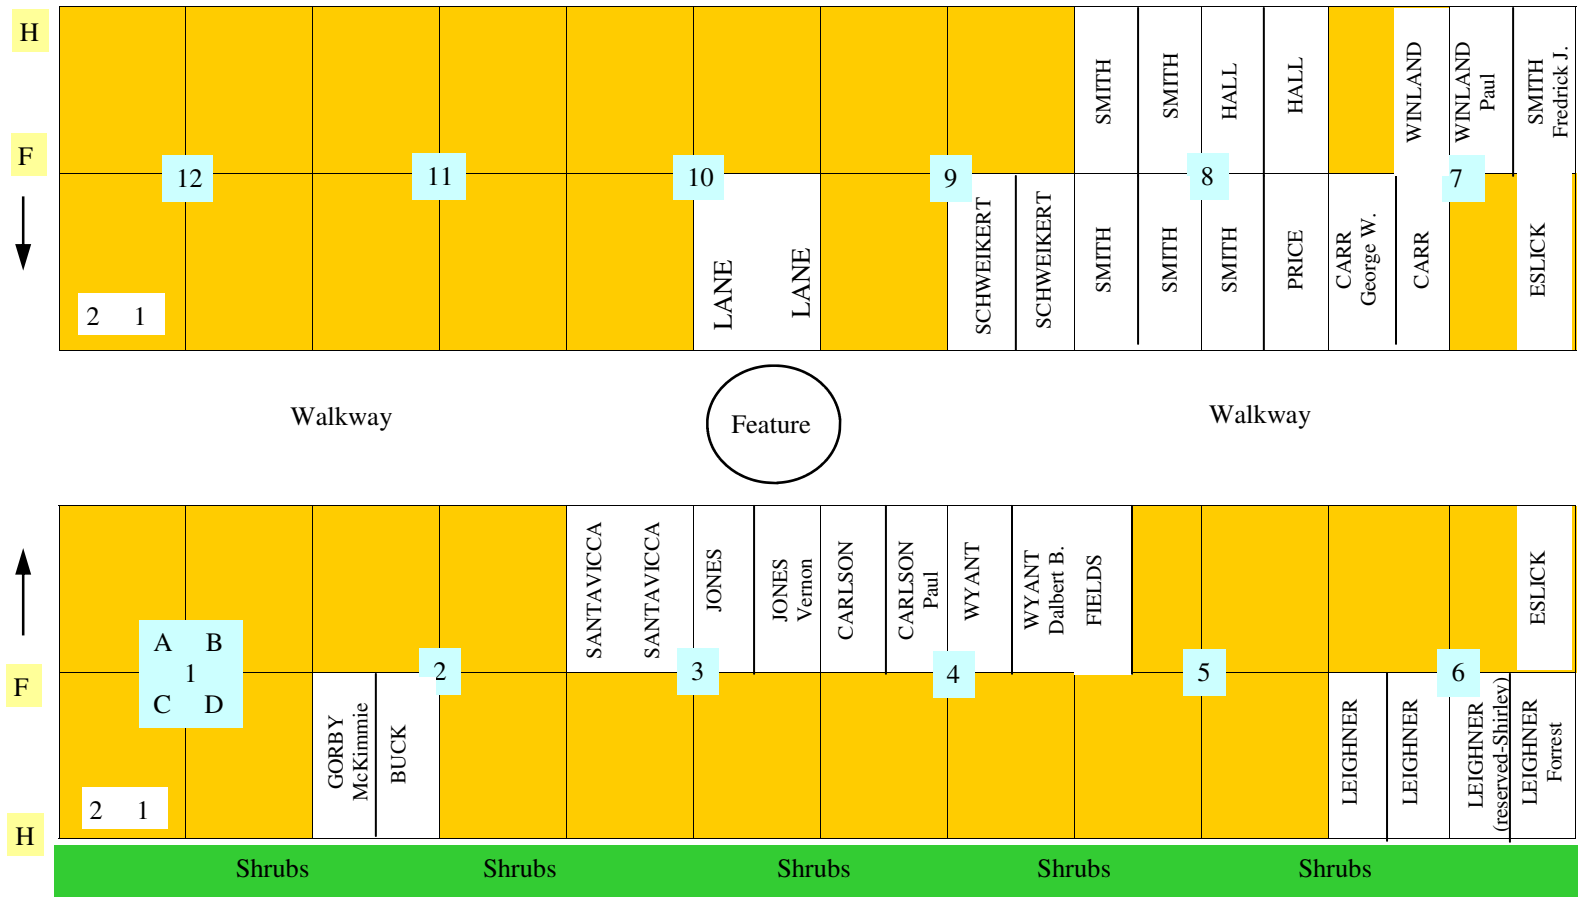 H
SMITH
SMITH
HALL
HALL
WINLAND
WINLAND
Paul
SMITH
Fredrick J.
F
12
11
10
9
8
7
LANE
LANE
SCHWEIKERT
SCHWEIKERT
SMITH
SMITH
SMITH
PRICE
CARR
George W.
CARR
ESLICK
2 1
Walkway
Feature
Walkway
SANTAVICCA
SANTAVICCA
JONES
JONES
Vernon
CARLSON
CARLSON
Paul
WYANT
WYANT
Dalbert B.
FIELDS
ESLICK
A B
1
C D
2
3
4
5
6
F
GORBY
McKimmie
BUCK
LEIGHNER
LEIGHNER
LEIGHNER
(reserved-Shirley)
LEIGHNER
Forrest
2 1
H
Shrubs Shrubs Shrubs Shrubs Shrubs